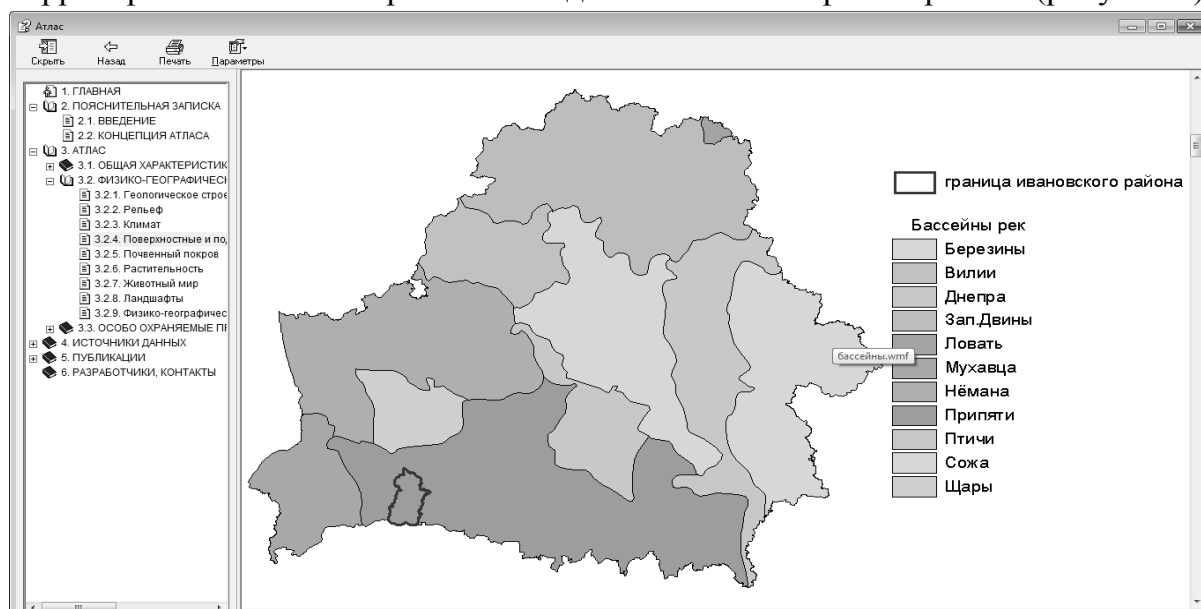 Атлас
Скрыть Назад Печать Параметры
1. ГЛАВНАЯ
2. ПОЯСНИТЕЛЬНАЯ ЗАПИСКА
2.1. ВВЕДЕНИЕ
2.2. КОНЦЕПЦИЯ АТЛАСА
3. АТЛАС
3.1. ОБЩАЯ ХАРАКТЕРИСТИК
3.2. ФИЗИКО-ГЕОГРАФИЧЕСК
3.2.1. Геологическое строе
3.2.2. Рельеф
3.2.3. Климат
3.2.4. Поверхностные и по
3.2.5. Почвенный покров
3.2.6. Растительность
3.2.7. Животный мир
3.2.8. Ландшафты
3.2.9. Физико-географичес
3.3. ОСОБО ОХРАНЯЕМЫЕ ПР
4. ИСТОЧНИКИ ДАННЫХ
5. ПУБЛИКАЦИИ
6. РАЗРАБОТЧИКИ, КОНТАКТЫ
граница ивановского района
Бассейны рек
Березины
Вилии
Днепра
Зап.Двины
Ловать
Мухавца
Нёмана
Припяти
Птичи
Сожа
Щары
бассейны.wmf